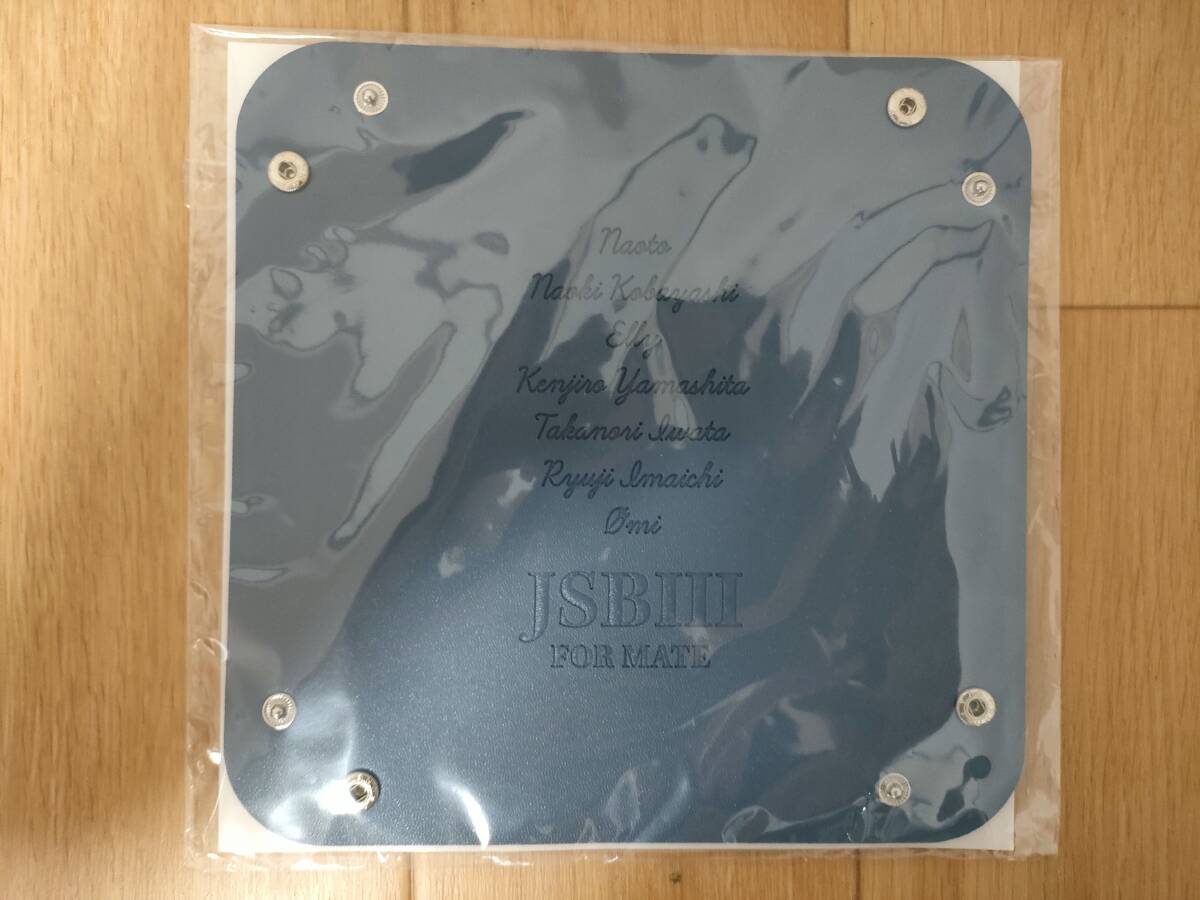 Naoto
Naoki Kobayashi
Elly
Kenjiro Yamashita
Takanori Iwata
Ryuji Imaichi
Ømi
JSBIII
FOR MATE